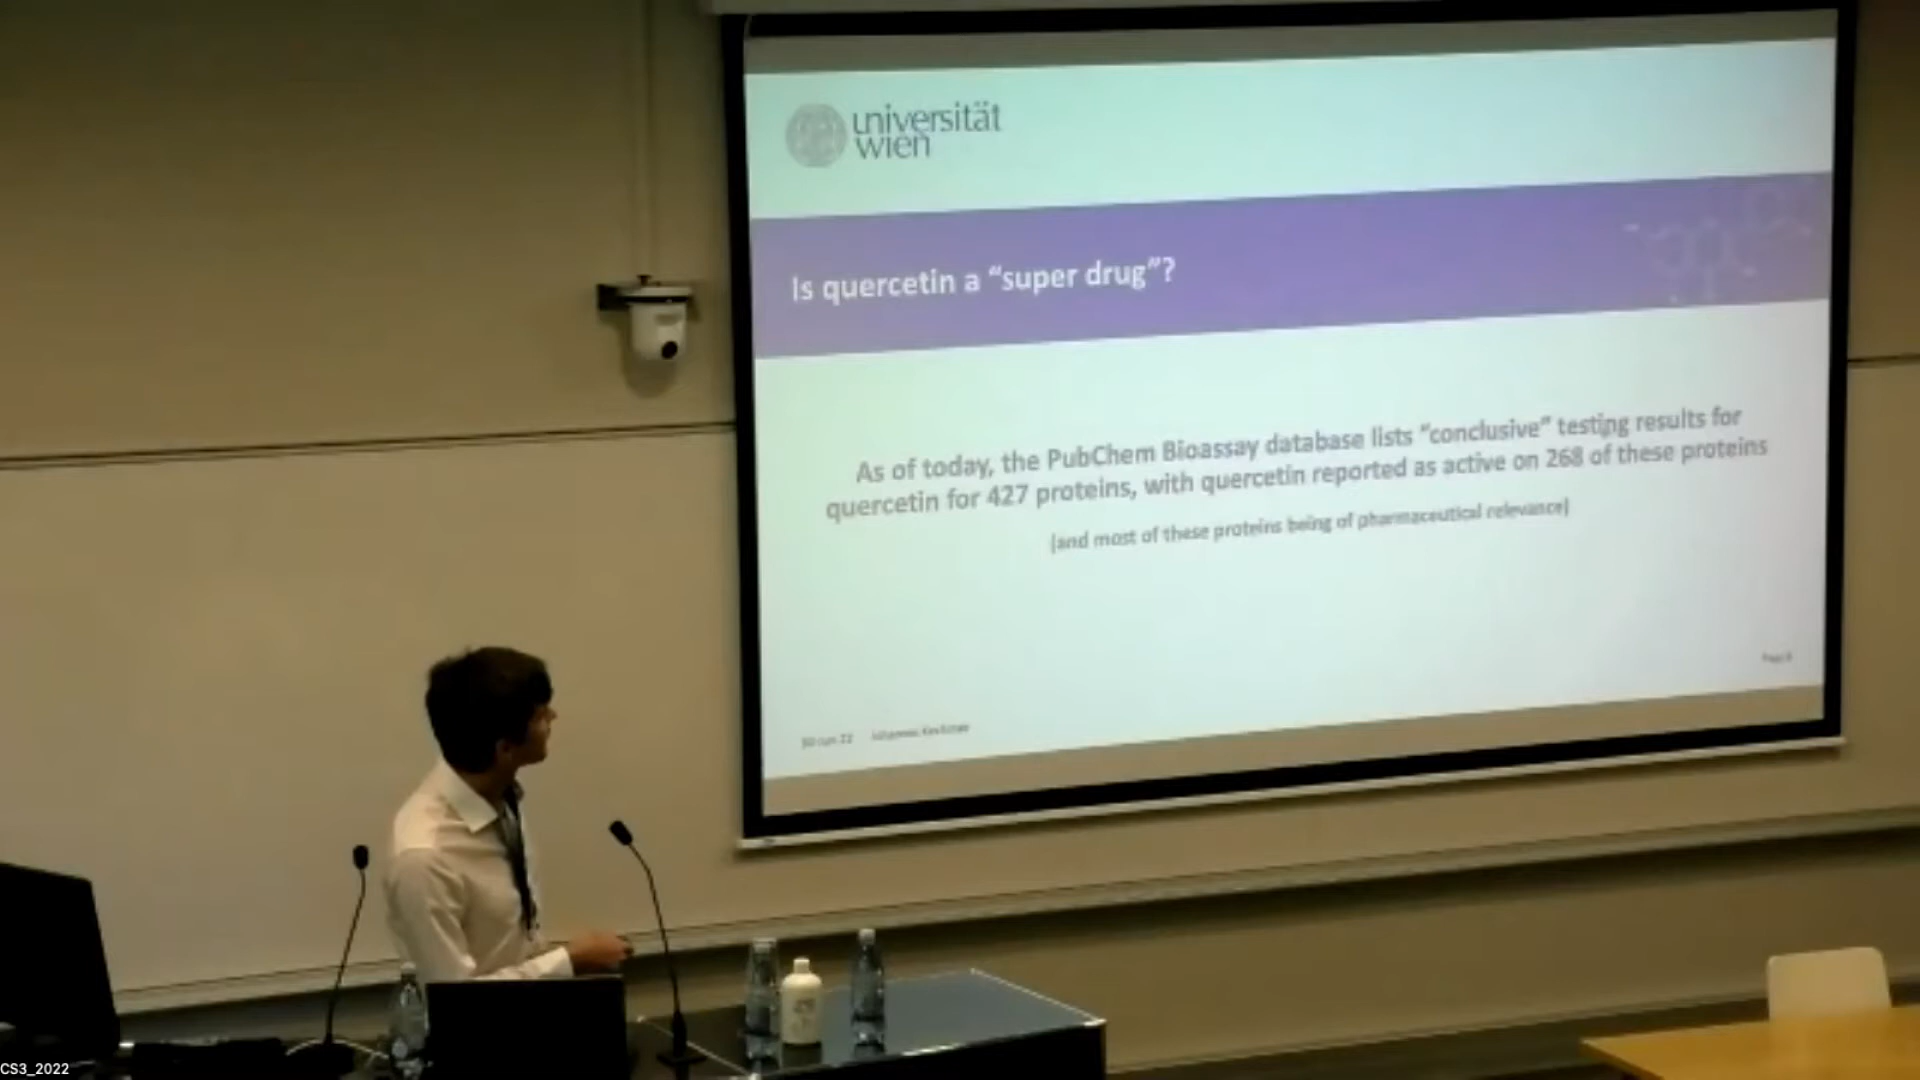 universität
wien
Is quercetin a “super drug”?
As of today, the PubChem Bioassay database lists “conclusive” testing results for
quercetin for 427 proteins, with quercetin reported as active on 268 of these proteins
(and most of these proteins being of pharmaceutical relevance)
CS3_2022